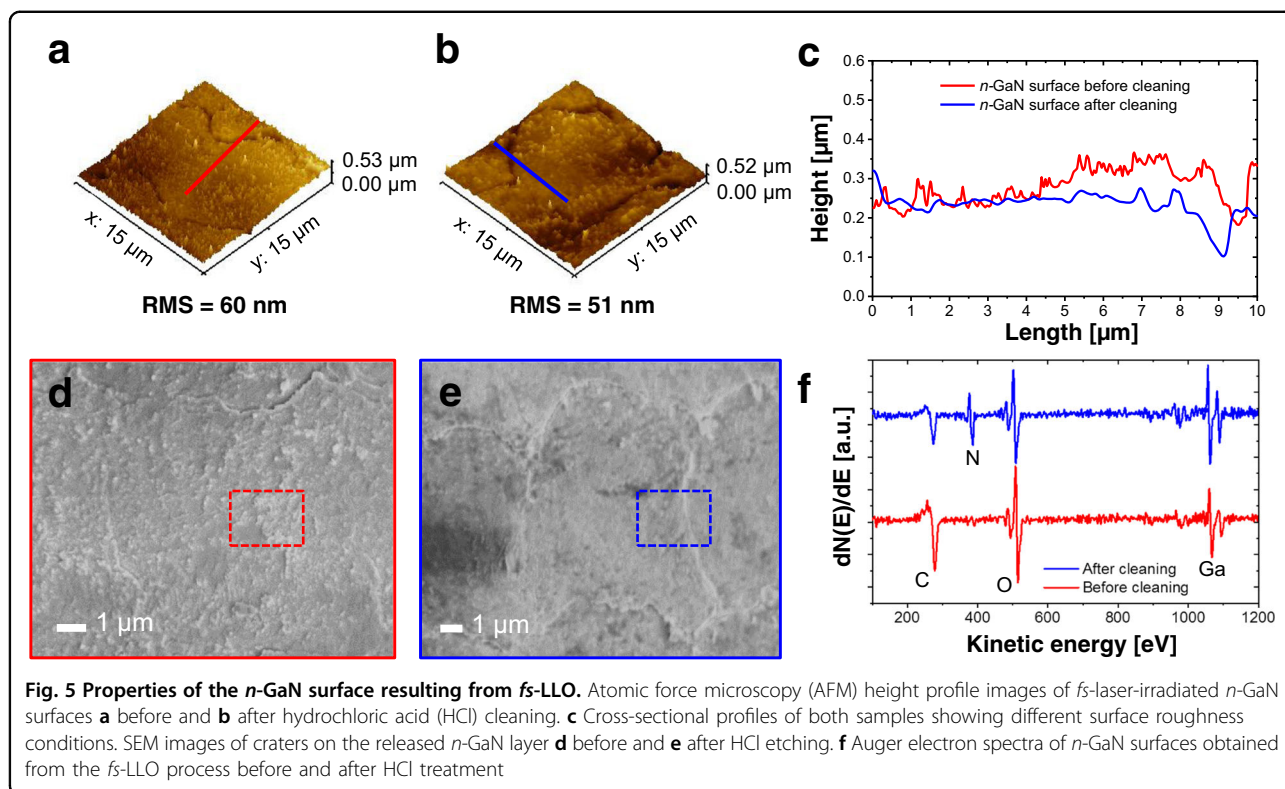 a
0.53 µm
0.00 µm
x: 15 µm
y: 15 µm
RMS = 60 nm
b
0.52 µm
0.00 µm
x: 15 µm
y: 15 µm
RMS = 51 nm
c
n-GaN surface before cleaning
n-GaN surface after cleaning
Height [µm]
0.6
0.5
0.4
0.3
0.2
0.1
0.0
0 1 2 3 4 5 6 7 8 9 10
Length [µm]
d
1 µm
e
1 µm
f
dN(E)/dE [a.u.]
N
C
O
Ga
After cleaning
Before cleaning
200 400 600 800 1000 1200
Kinetic energy [eV]
Fig. 5 Properties of the n-GaN surface resulting from fs-LLO. Atomic force microscopy (AFM) height profile images of fs-laser-irradiated n-GaN
surfaces a before and b after hydrochloric acid (HCl) cleaning. c Cross-sectional profiles of both samples showing different surface roughness
conditions. SEM images of craters on the released n-GaN layer d before and e after HCl etching. f Auger electron spectra of n-GaN surfaces obtained
from the fs-LLO process before and after HCl treatment